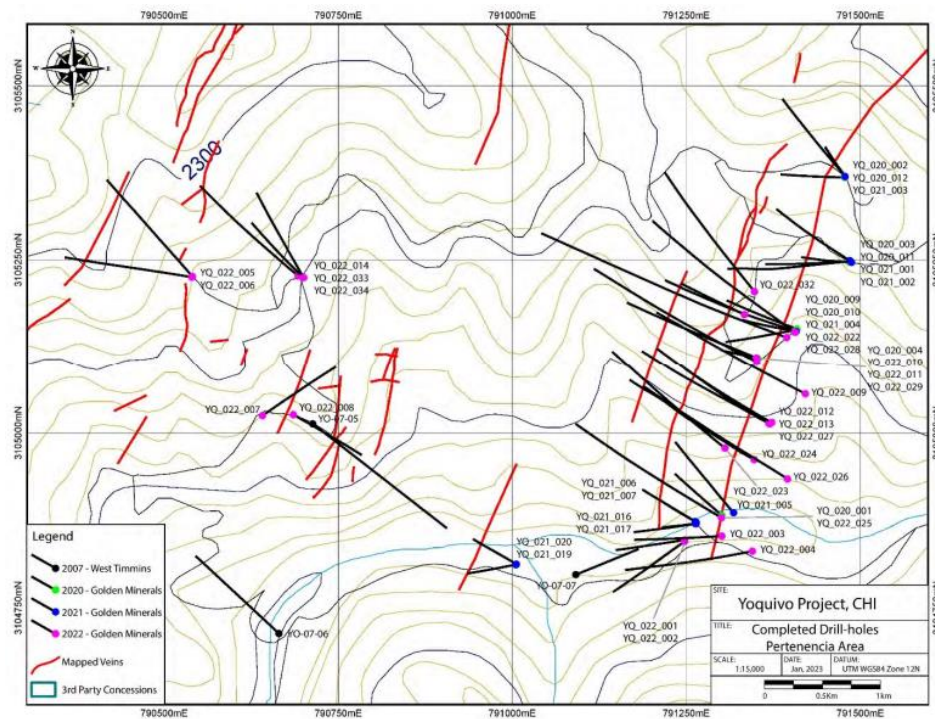 790500mE 790750mE 791000mE 791250mE 791500mE
N
W E
S
3105500mN
2300
YQ_020_002
YQ_020_012
YQ_021_003
3105250mN
YQ_022_005
YQ_022_006
YQ_022_014
YQ_022_033
YQ_022_034
YQ_020_003
YQ_020_011
YQ_021_001
YQ_021_002
YQ_022_032
YQ_020_009
YQ_020_010
YQ_021_004
YQ_022_022
YQ_022_028
YQ_020_004
YQ_022_010
YQ_022_011
YQ_022_029
YQ_022_009
YQ_022_007
YQ_022_008
YO-07-05
3105000mN
YQ_022_012
YQ_022_013
YQ_022_027
YQ_022_024
YQ_022_026
YQ_022_023
YQ_021_005
YQ_021_006
YQ_021_007
YQ_020_001
YQ_022_025
YQ_021_016
YQ_021_017
YQ_022_003
YQ_022_004
YQ_021_020
YQ_021_019
YO-07-07
YQ_022_001
YQ_022_002
YO-07-06
3104750mN
Legend
2007 - West Timmins
2020 - Golden Minerals
2021 - Golden Minerals
2022 - Golden Minerals
Mapped Veins
3rd Party Concessions
SITE:
Yoquivo Project, CHI
TITLE:
Completed Drill-holes
Pertenencia Area
SCALE: 1:15,000
DATE: Jan, 2023
DATUM: UTM WGS84 Zone 12N
0 0.5Km 1km
790500mE 790750mE 791000mE 791250mE 791500mE